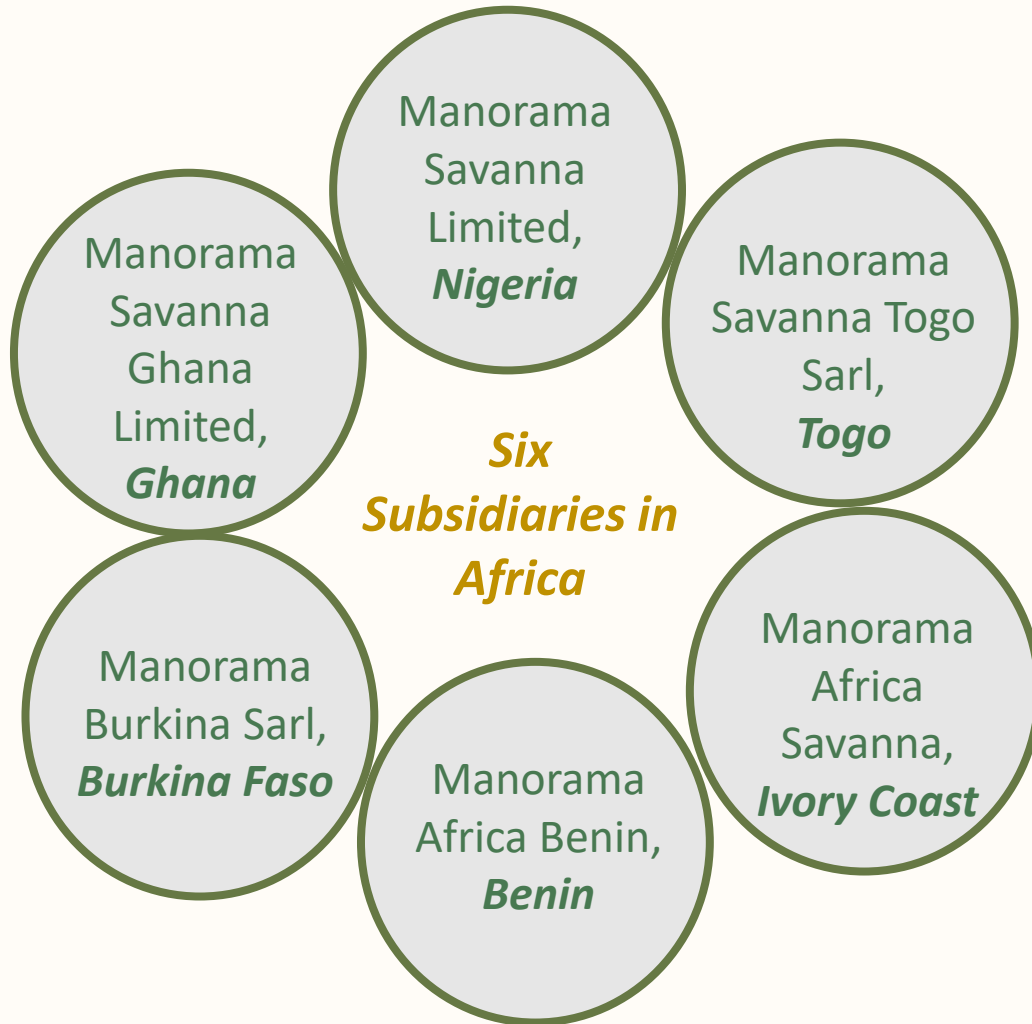 Manorama
Savanna
Limited,
Nigeria
Manorama
Savanna Togo
Sarl,
Togo
Manorama
Africa
Savanna,
Ivory Coast
Manorama
Africa Benin,
Benin
Manorama
Burkina Sarl,
Burkina Faso
Manorama
Savanna
Ghana
Limited,
Ghana
Six
Subsidiaries in
Africa